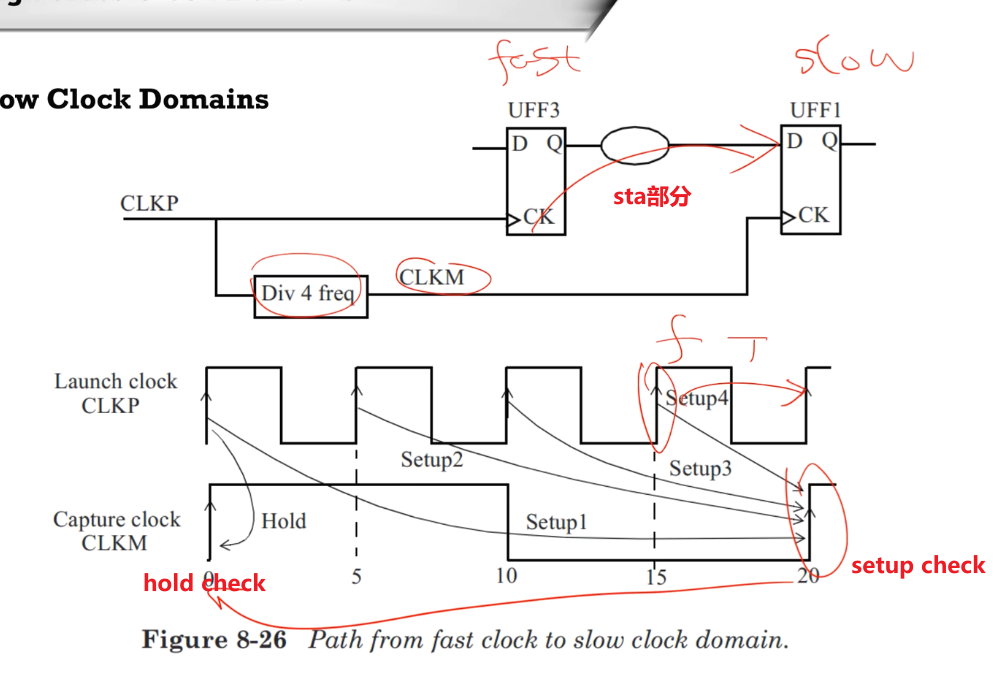 ow Clock Domains
fast
slow
UFF3
UFF1
D Q
D Q
sta部分
CLKP
CK
CK
CLKM
Div 4 freq
f T
Launch clock
CLKP
Setup4
Setup2
Setup3
Capture clock
CLKM
Hold
Setup1
0 5 10 15 20
hold check
setup check
Figure 8-26 Path from fast clock to slow clock domain.